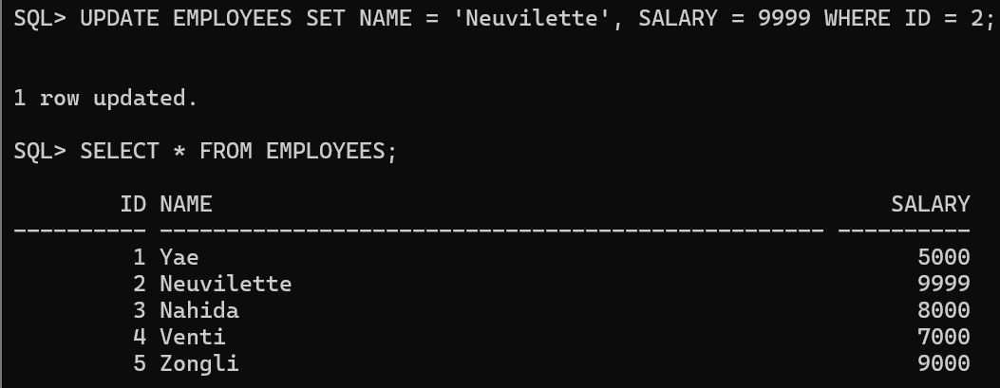 SQL> UPDATE EMPLOYEES SET NAME = 'Neuvilette', SALARY = 9999 WHERE ID = 2;
1 row updated.
SQL> SELECT * FROM EMPLOYEES;
        ID NAME                                                   SALARY
---------- -------------------------------------------------- ----------
         1 Yae                                                      5000
         2 Neuvilette                                               9999
         3 Nahida                                                   8000
         4 Venti                                                    7000
         5 Zongli                                                   9000